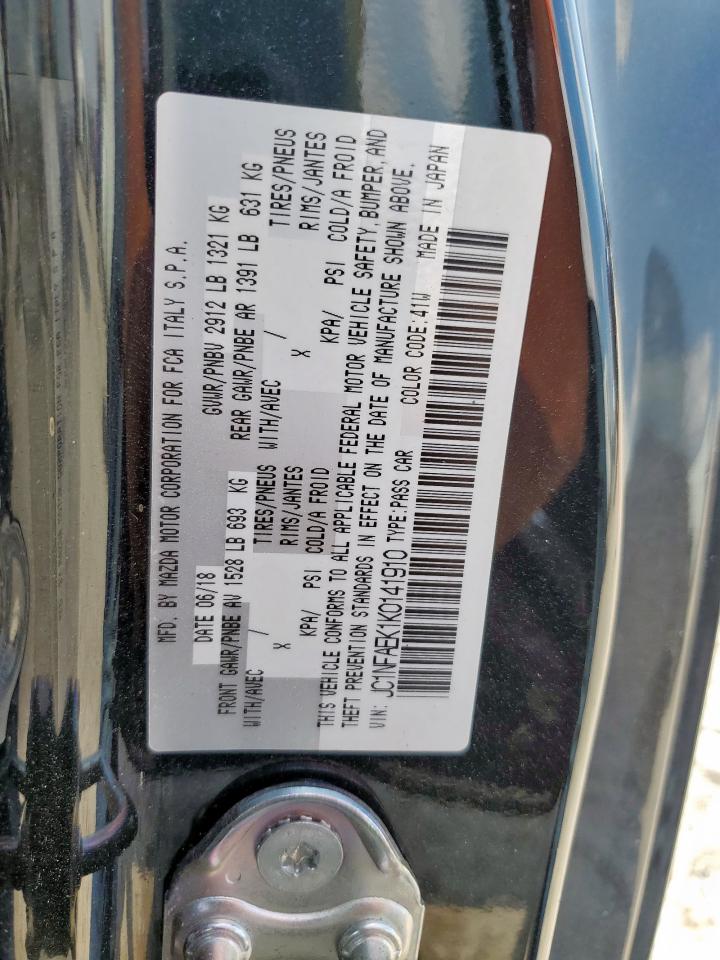 MFD. BY MAZDA MOTOR CORPORATION FOR FCA ITALY S.P.A.
DATE 06/18 GVWR/PNBV 2912 LB 1321 KG
FRONT GAWR/PNBE AV 1528 LB 693 KG REAR GAWR/PNBE AR 1391 LB 631 KG
WITH/AVEC / TIRES/PNEUS WITH/AVEC / TIRES/PNEUS
X RIMS/JANTES X RIMS/JANTES
KPA/ PSI COLD/A FROID KPA/ PSI COLD/A FROID
THIS VEHICLE CONFORMS TO ALL APPLICABLE FEDERAL MOTOR VEHICLE SAFETY, BUMPER, AND
THEFT PREVENTION STANDARDS IN EFFECT ON THE DATE OF MANUFACTURE SHOWN ABOVE.
VIN: JC1NFAEK1K0141910 TYPE:PASS CAR COLOR CODE:41W MADE IN JAPAN